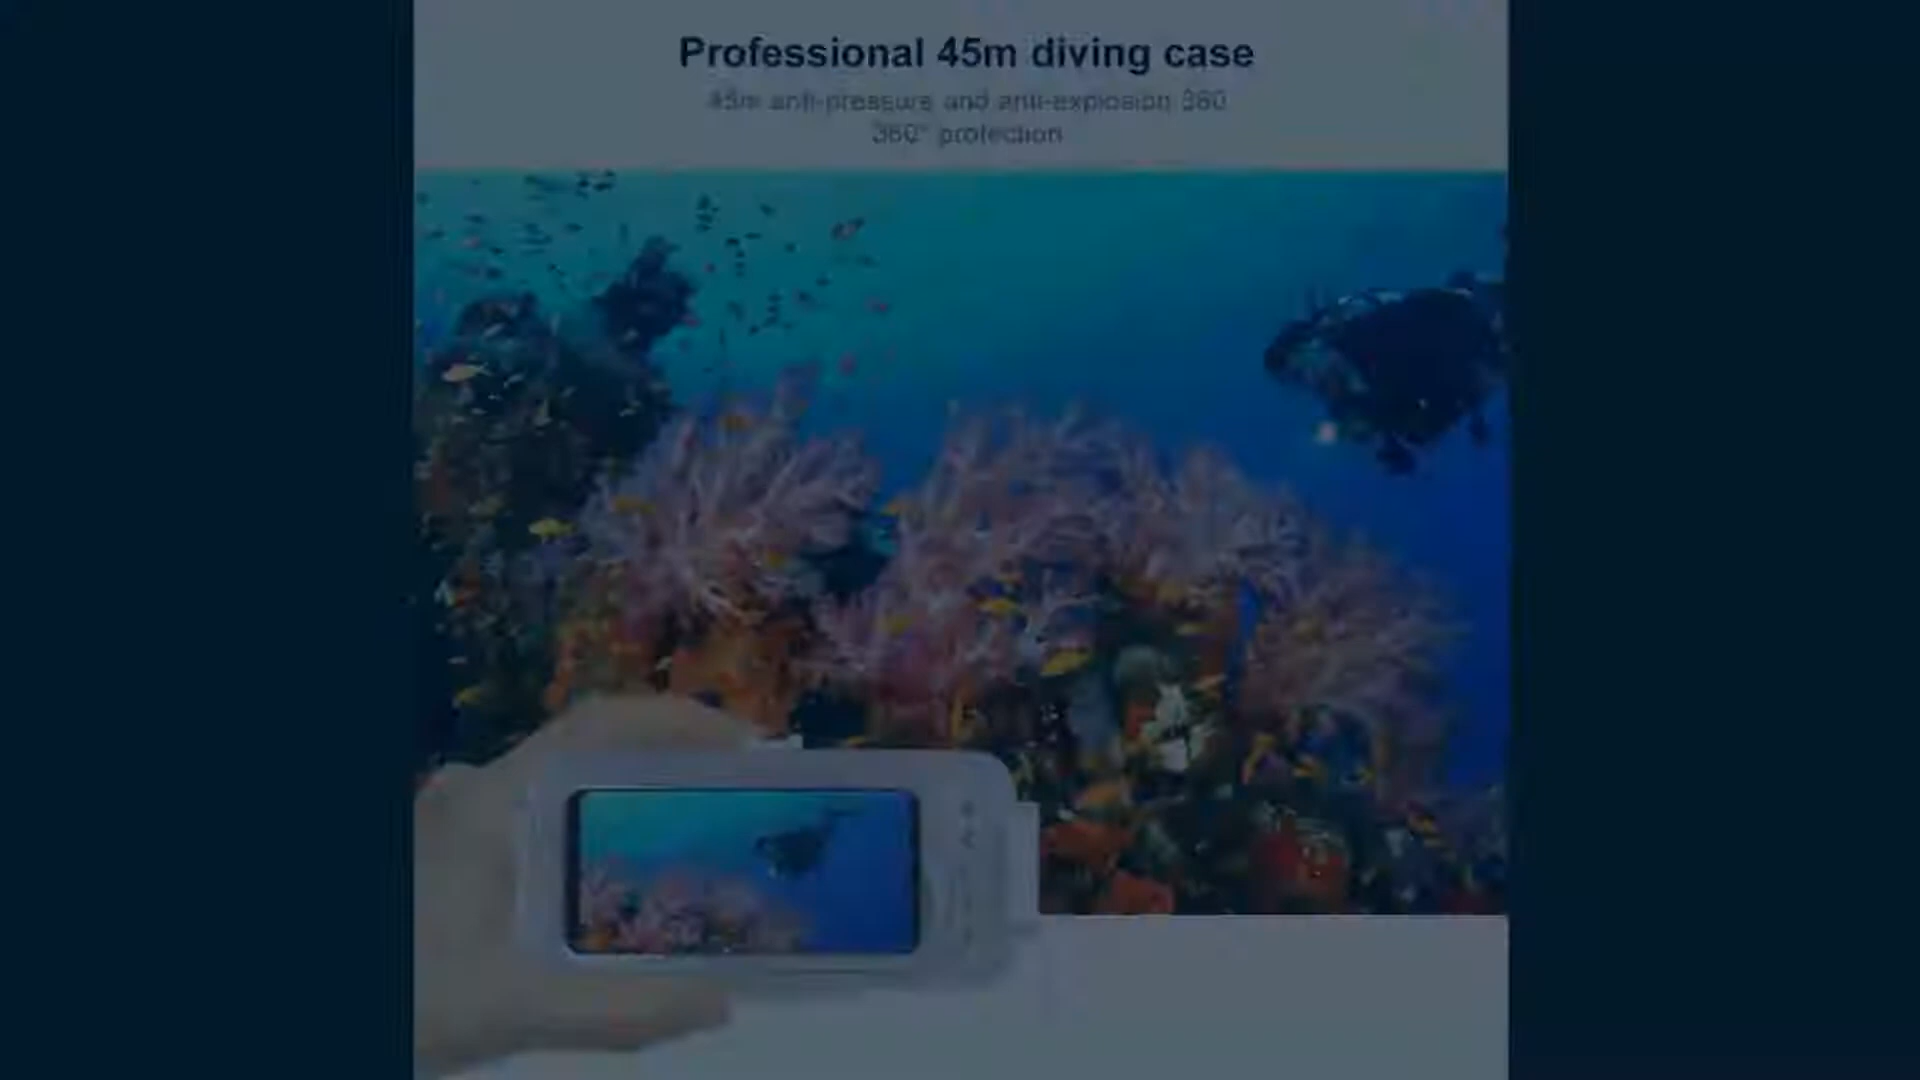 Professional 45m diving case
45m anti-pressure and anti-explosion 360
360° protection